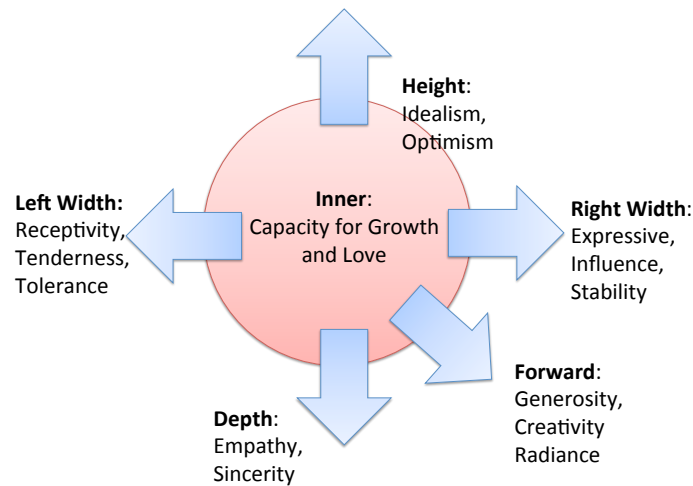 Height:
Idealism,
Optimism
Inner:
Capacity for Growth
and Love
Left Width:
Receptivity,
Tenderness,
Tolerance
Right Width:
Expressive,
Influence,
Stability
Forward:
Generosity,
Creativity
Radiance
Depth:
Empathy,
Sincerity